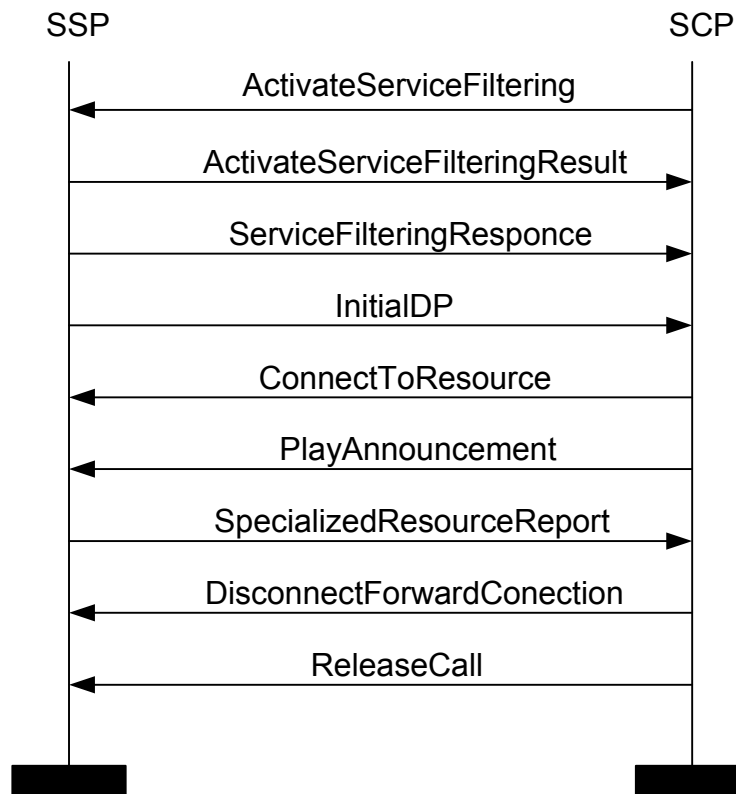 SSP SCP
ActivateServiceFiltering
ActivateServiceFilteringResult
ServiceFilteringResponce
InitialDP
ConnectToResource
PlayAnnouncement
SpecializedResourceReport
DisconnectForwardConection
ReleaseCall